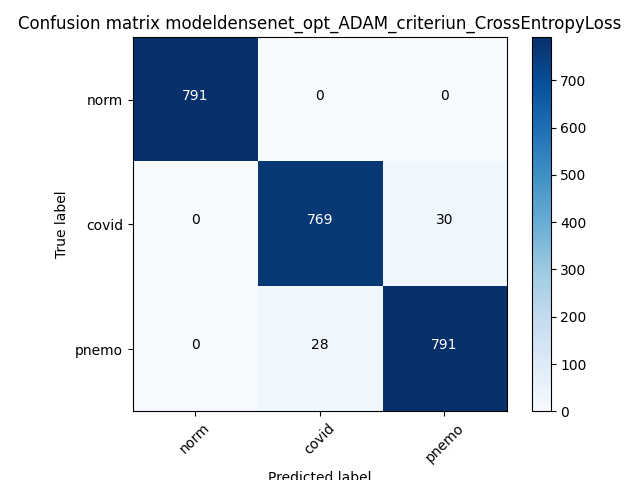 Confusion matrix modeldensenet_opt_ADAM_criteriun_CrossEntropyLoss
True label
norm
covid
pnemo
791 0 0
0 769 30
0 28 791
norm covid pnemo
Predicted label
700
600
500
400
300
200
100
0